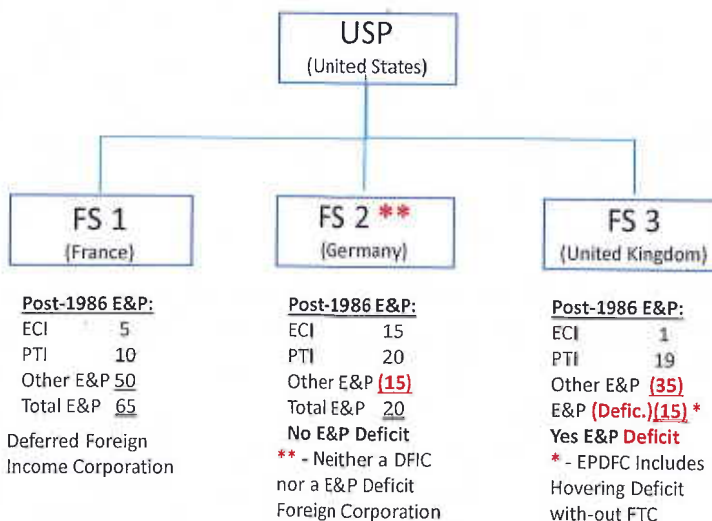 USP
(United States)
FS 1
(France)
FS 2 **
(Germany)
FS 3
(United Kingdom)
Post-1986 E&P:
ECI 5
PTI 10
Other E&P 50
Total E&P 65
Deferred Foreign
Income Corporation
Post-1986 E&P:
ECI 15
PTI 20
Other E&P (15)
Total E&P 20
No E&P Deficit
** - Neither a DFIC
nor a E&P Deficit
Foreign Corporation
Post-1986 E&P:
ECI 1
PTI 19
Other E&P (35)
E&P (Defic.)(15) *
Yes E&P Deficit
* - EPDFC Includes
Hovering Deficit
with-out FTC